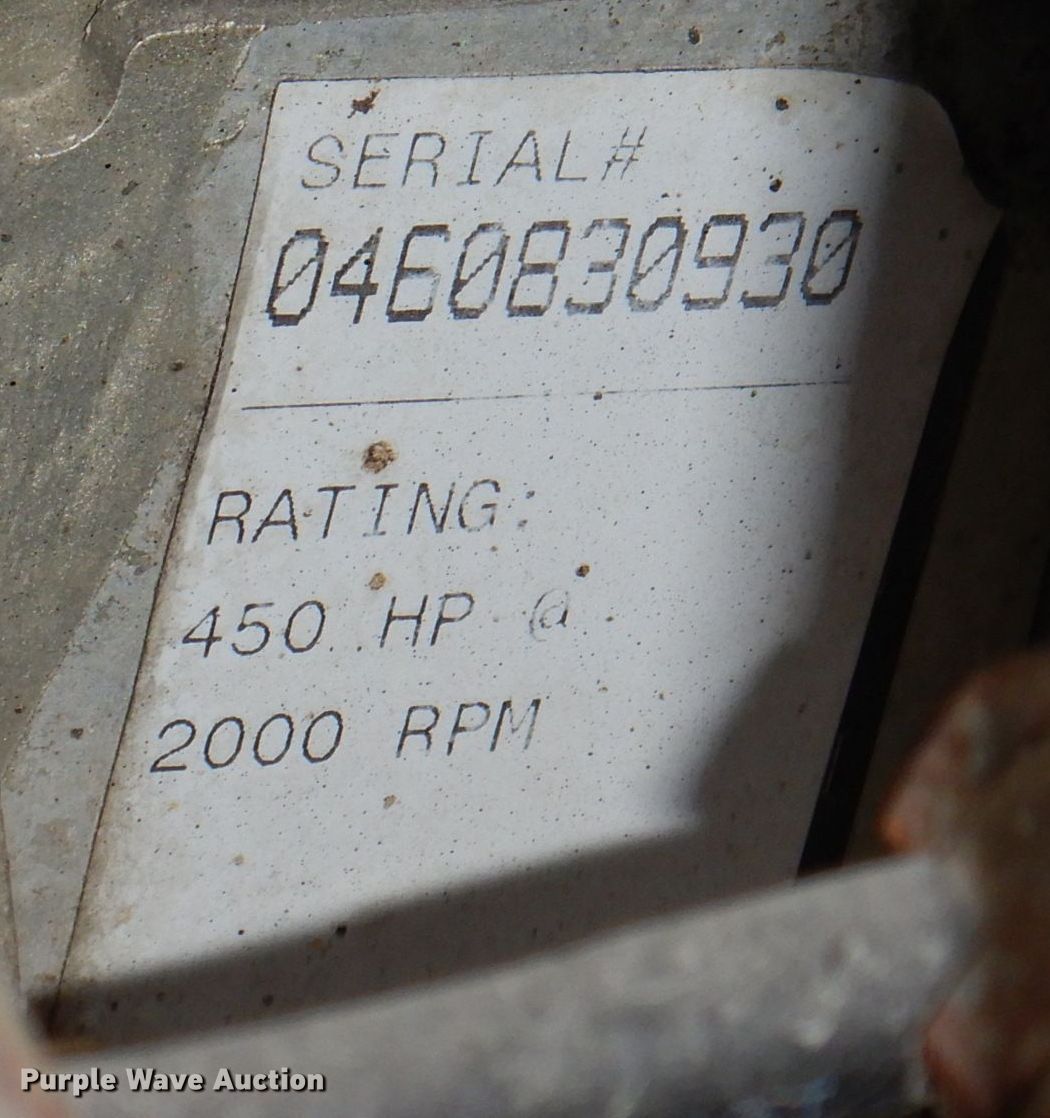 SERIAL#
0460830930
RATING:
450 HP @
2000 RPM
Purple Wave Auction